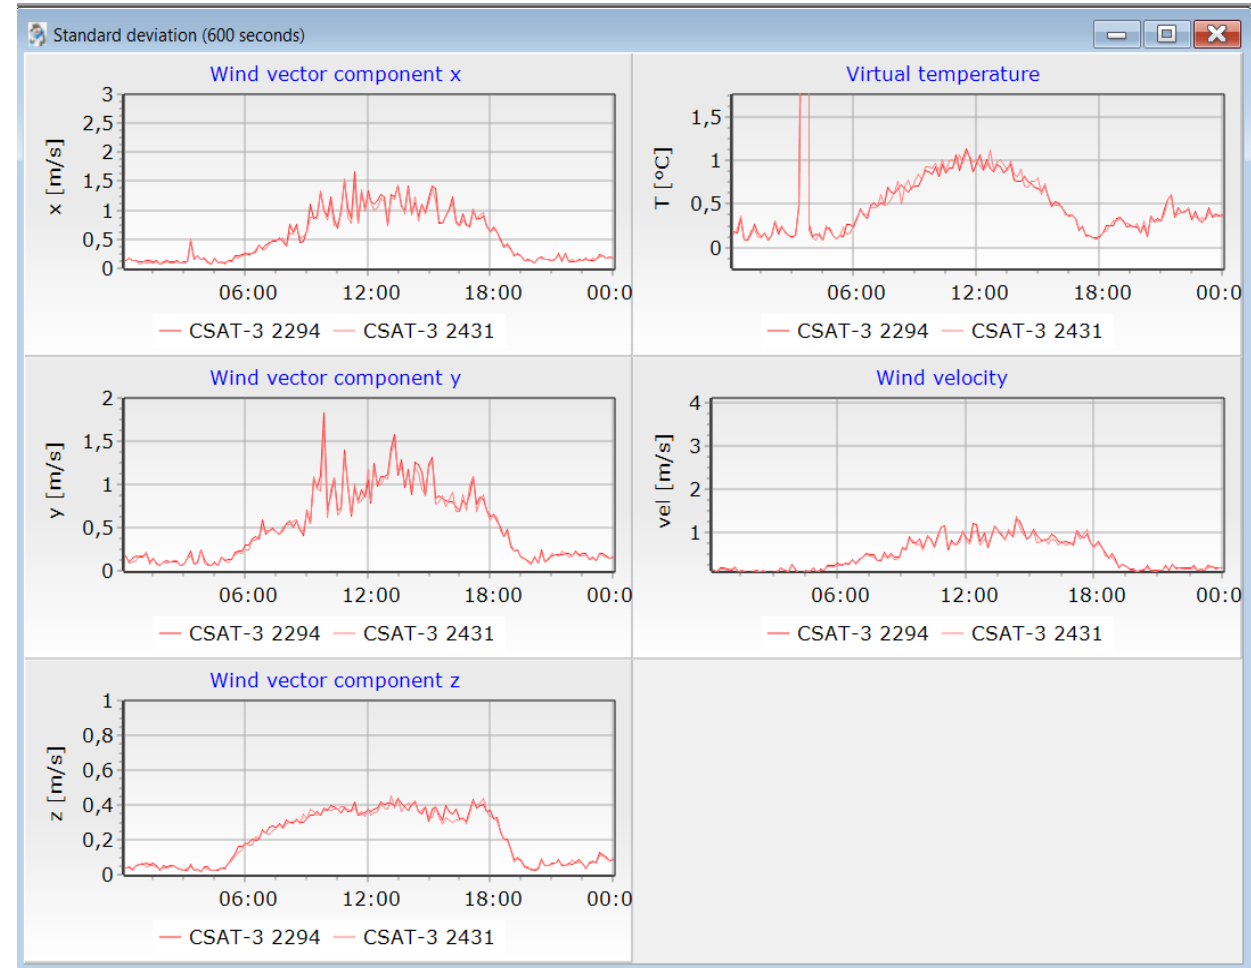 Standard deviation (600 seconds)
Wind vector component x
3
2,5
2
1,5
1
0,5
0
x [m/s]
06:00 12:00 18:00 00:0
CSAT-3 2294 CSAT-3 2431
Virtual temperature
1,5
1
0,5
0
T [°C]
06:00 12:00 18:00 00:0
CSAT-3 2294 CSAT-3 2431
Wind vector component y
2
1,5
1
0,5
0
y [m/s]
06:00 12:00 18:00 00:0
CSAT-3 2294 CSAT-3 2431
Wind velocity
4
3
2
1
vel [m/s]
06:00 12:00 18:00 00:0
CSAT-3 2294 CSAT-3 2431
Wind vector component z
1
0,8
0,6
0,4
0,2
0
z [m/s]
06:00 12:00 18:00 00:0
CSAT-3 2294 CSAT-3 2431